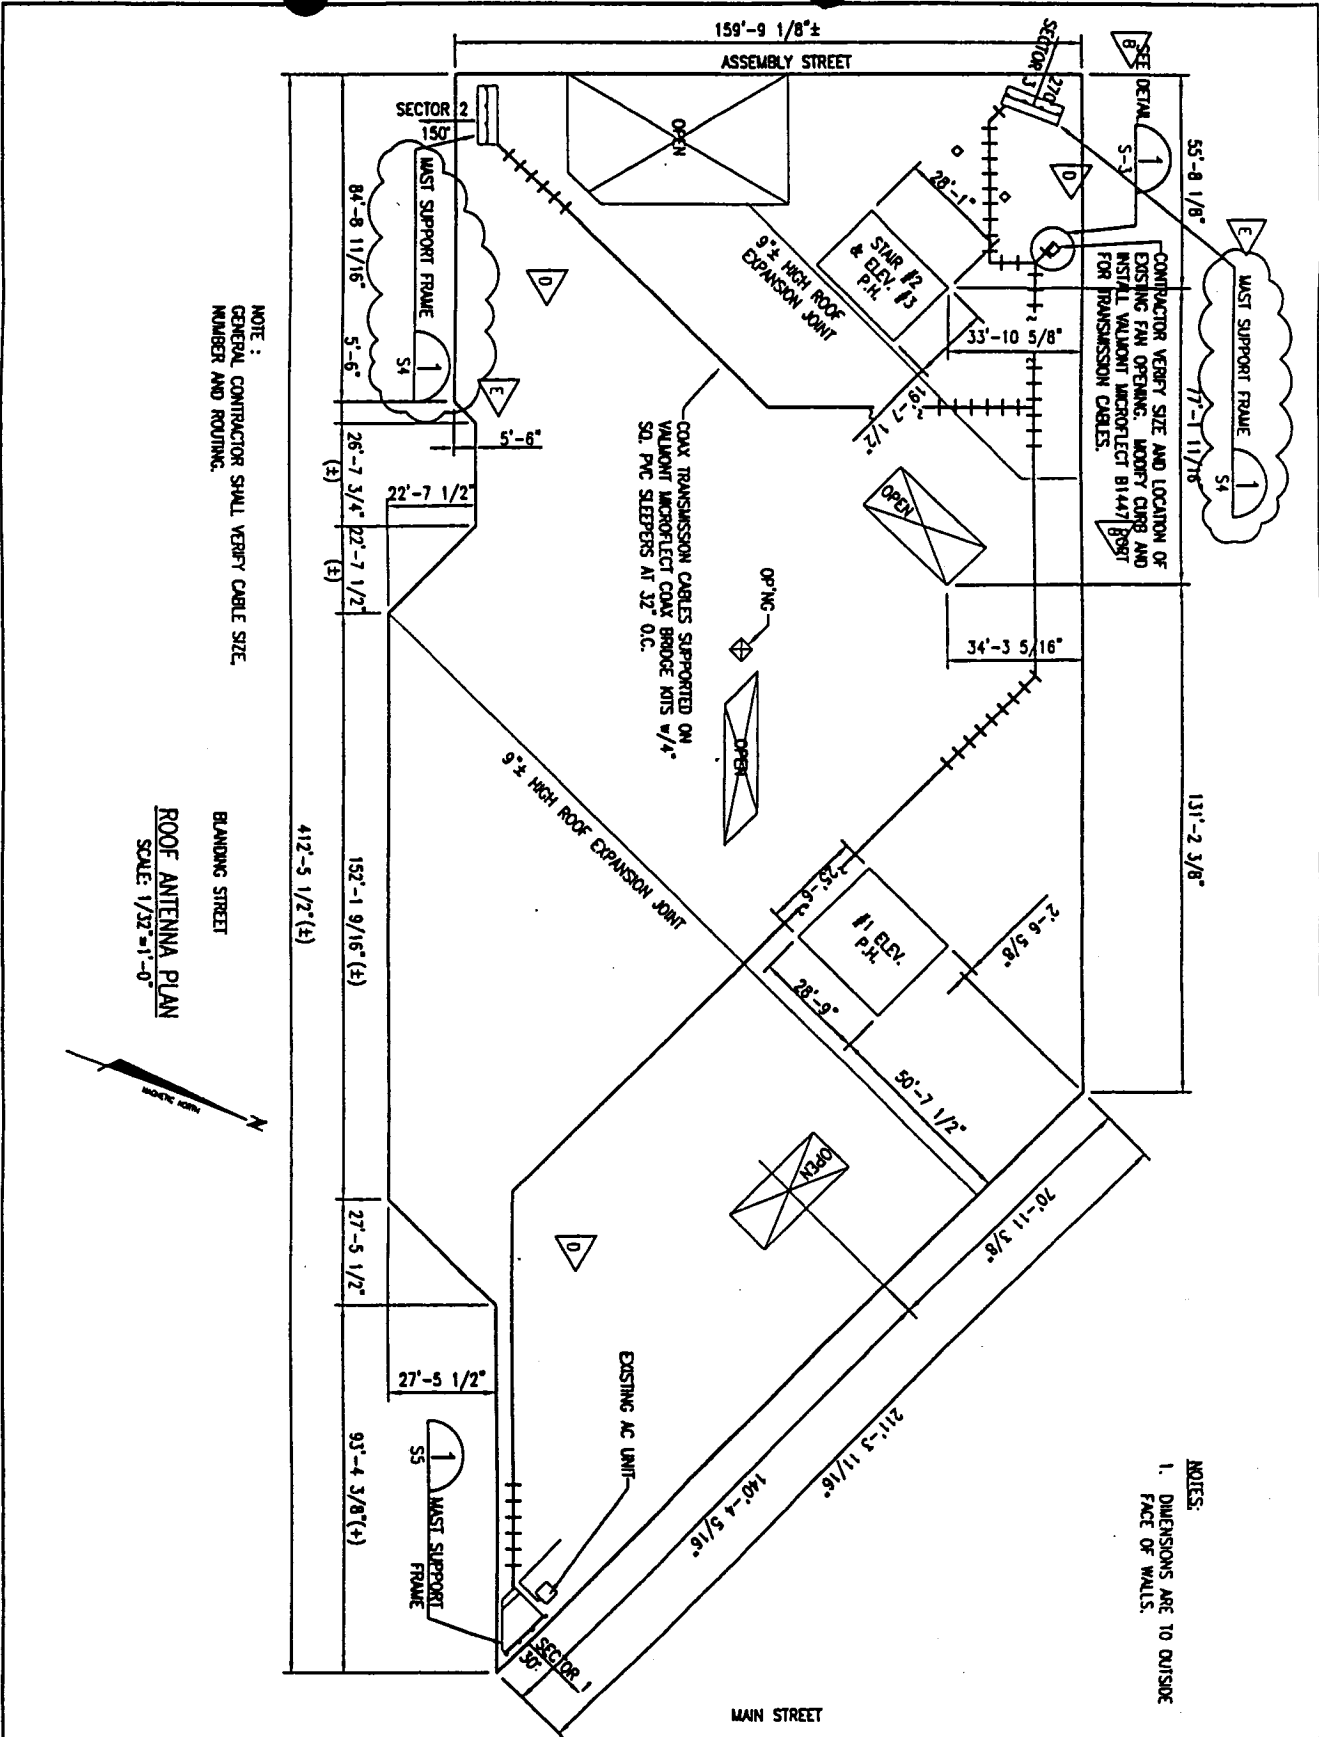 159'-9 1/8"±
ASSEMBLY STREET
SECTOR 3
270°
SEE DETAIL
1
S-3
B
55'-8 1/8"
77'-1 11/16"
131'-2 3/8"
E
MAST SUPPORT FRAME
1
S4
CONTRACTOR VERIFY SIZE AND LOCATION OF
EXISTING FAN OPENING. MODIFY CURB AND
INSTALL VALMONT MICROFLECT B1447 PORT
FOR TRANSMISSION CABLES.
B
D
SECTOR 2
150°
MAST SUPPORT FRAME
1
S4
E
D
OPEN
28'-1"
STAIR #2
& ELEV. #3
P.H.
9"± HIGH ROOF
EXPANSION JOINT
33'-10 5/8"
19'-7 1/2"
OPEN
34'-3 5/16"
COAX TRANSMISSION CABLES SUPPORTED ON
VALMONT MICROFLECT COAX BRIDGE KITS w/4"
SQ. PVC SLEEPERS AT 32" O.C.
OP'NG
OPEN
9"± HIGH ROOF EXPANSION JOINT
25'-6"±
#1 ELEV.
P.H.
2'-6 5/8"
28'-9"
50'-7 1/2"
OPEN
70'-11 3/8"
211'-3 11/16"
140'-4 5/16"
D
EXISTING AC UNIT
SECTOR 1
30°
MAIN STREET
1
S5
MAST SUPPORT
FRAME
5'-6"
22'-7 1/2"
27'-5 1/2"
84'-8 11/16"
5'-6"
26'-7 3/4"
(±)
22'-7 1/2"
(±)
152'-1 9/16"(±)
27'-5 1/2"
93'-4 3/8"(+)
412'-5 1/2"(±)
NOTE :
GENERAL CONTRACTOR SHALL VERIFY CABLE SIZE,
NUMBER AND ROUTING.
BLANDING STREET
ROOF ANTENNA PLAN
SCALE: 1/32"=1'-0"
MAGNETIC NORTH
N
NOTES:
1. DIMENSIONS ARE TO OUTSIDE
FACE OF WALLS.